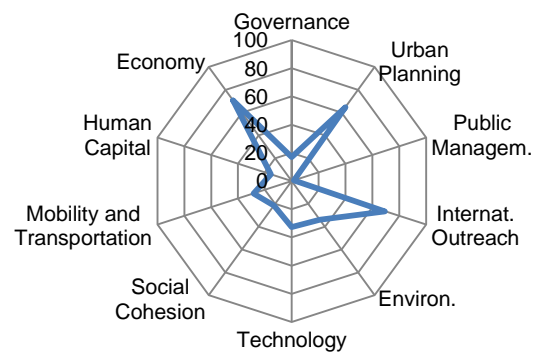 Governance
100
80
60
40
20
0
Urban
Planning
Public
Managem.
Internat.
Outreach
Environ.
Technology
Social
Cohesion
Mobility and
Transportation
Human
Capital
Economy